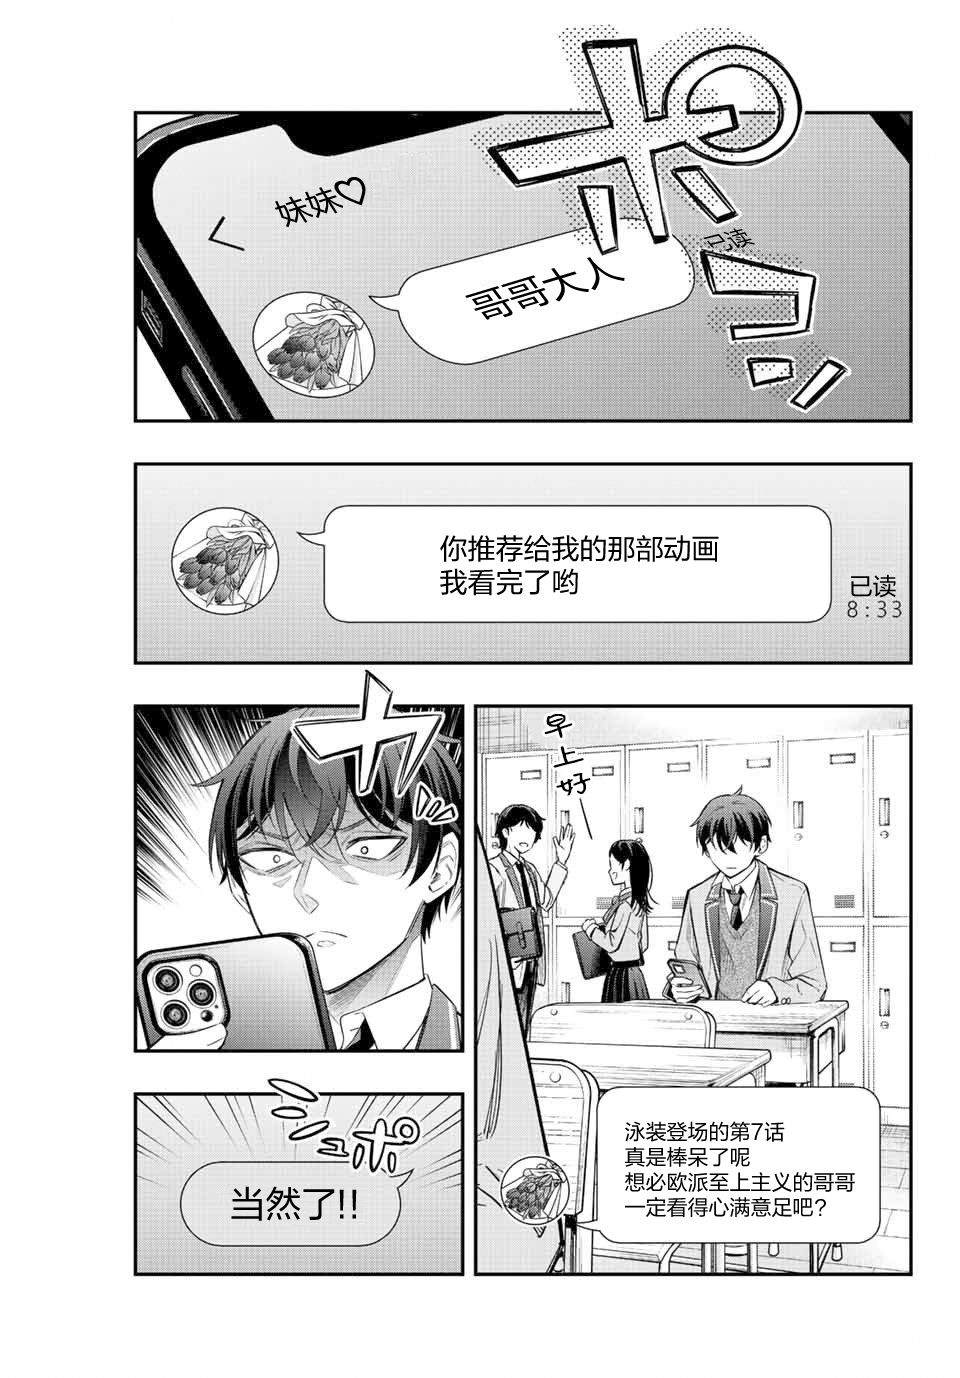 ポコン
妹妹♡
已读
哥哥大人
你推荐给我的那部动画
我看完了哟
已读
8:33
早上好
泳装登场的第7话
真是棒呆了呢
想必欧派至上主义的哥哥
一定看得心满意足吧?
カッ
シュポッ
当然了!!